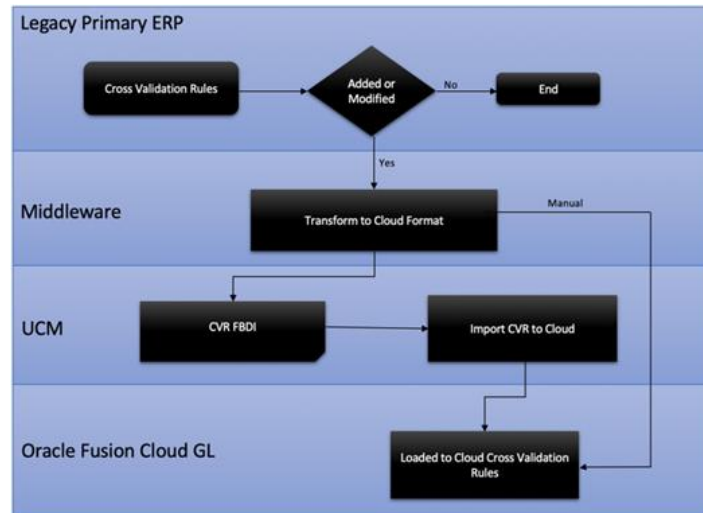 Legacy Primary ERP
Cross Validation Rules
Added or
Modified
No
End
Yes
Middleware
Transform to Cloud Format
Manual
UCM
CVR FBDI
Import CVR to Cloud
Oracle Fusion Cloud GL
Loaded to Cloud Cross Validation
Rules